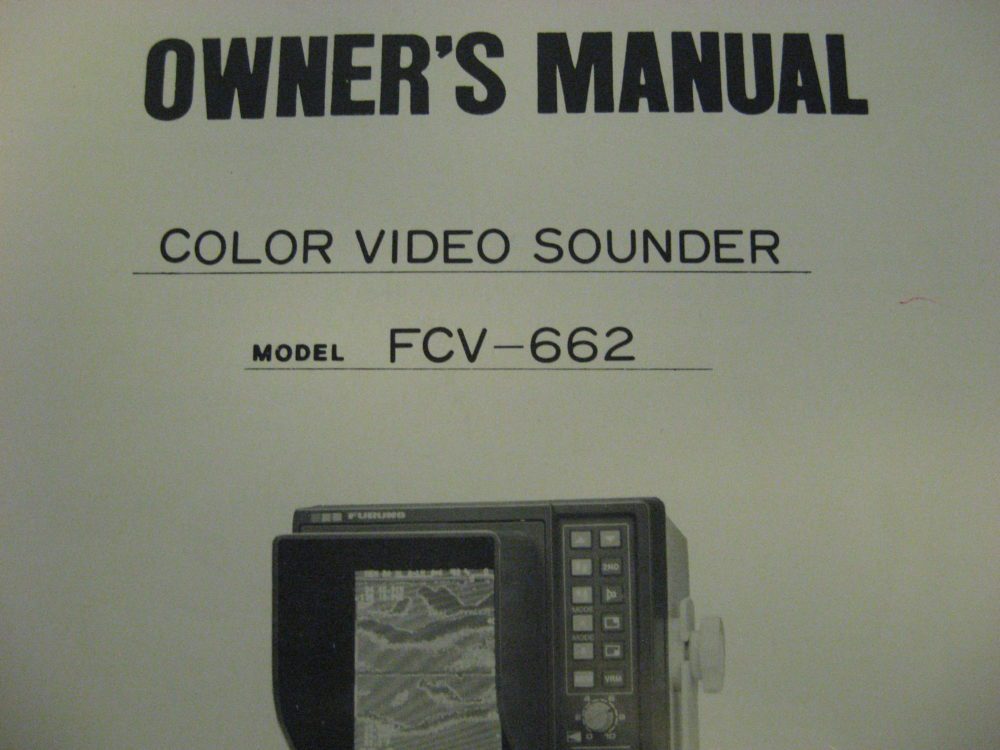 OWNER'S MANUAL
COLOR VIDEO SOUNDER
MODEL FCV-662
FURUNO
2ND
MODE
MODE
VRM